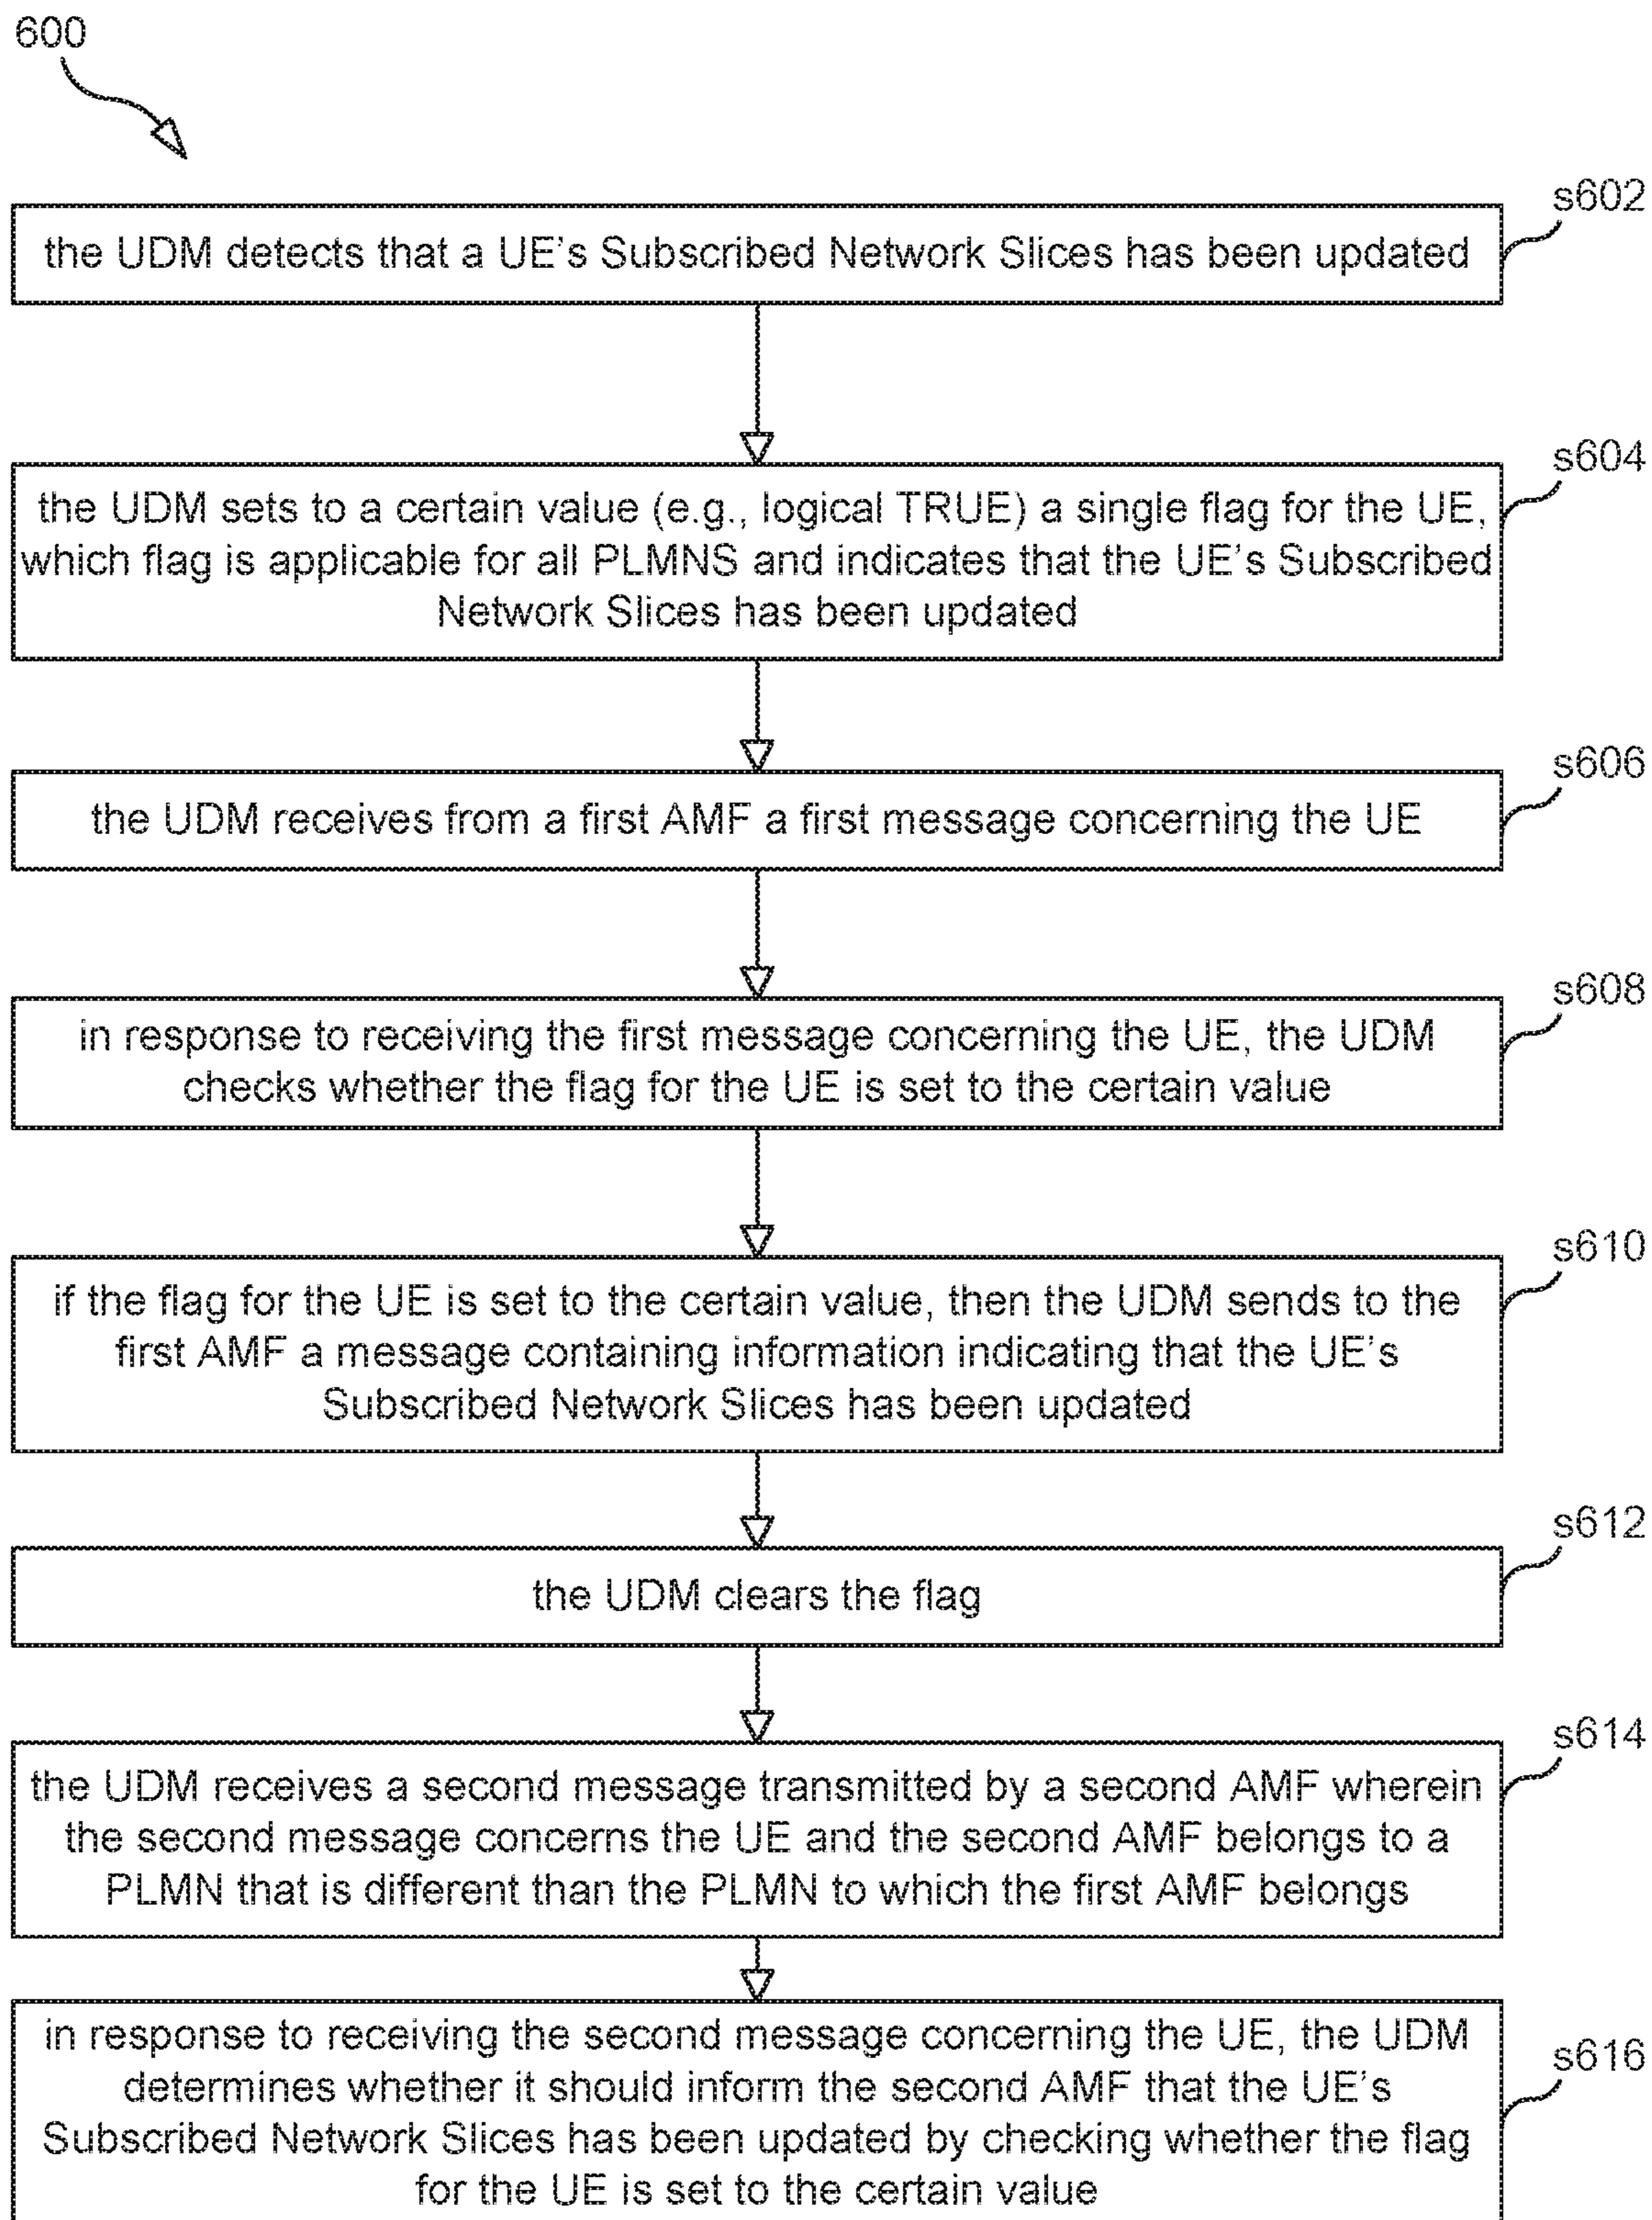 600
s602
the UDM detects that a UE's Subscribed Network Slices has been updated
s604
the UDM sets to a certain value (e.g., logical TRUE) a single flag for the UE,
which flag is applicable for all PLMNS and indicates that the UE's Subscribed
Network Slices has been updated
s606
the UDM receives from a first AMF a first message concerning the UE
s608
in response to receiving the first message concerning the UE, the UDM
checks whether the flag for the UE is set to the certain value
s610
if the flag for the UE is set to the certain value, then the UDM sends to the
first AMF a message containing information indicating that the UE's
Subscribed Network Slices has been updated
s612
the UDM clears the flag
s614
the UDM receives a second message transmitted by a second AMF wherein
the second message concerns the UE and the second AMF belongs to a
PLMN that is different than the PLMN to which the first AMF belongs
s616
in response to receiving the second message concerning the UE, the UDM
determines whether it should inform the second AMF that the UE's
Subscribed Network Slices has been updated by checking whether the flag
for the UE is set to the certain value